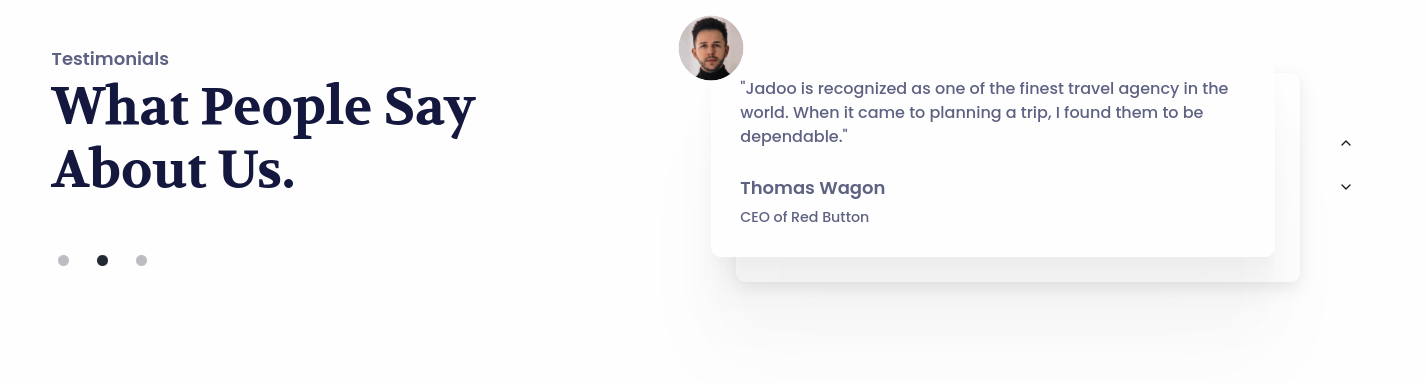 Testimonials
What People Say
About Us.
"Jadoo is recognized as one of the finest travel agency in the
world. When it came to planning a trip, I found them to be
dependable."
Thomas Wagon
CEO of Red Button